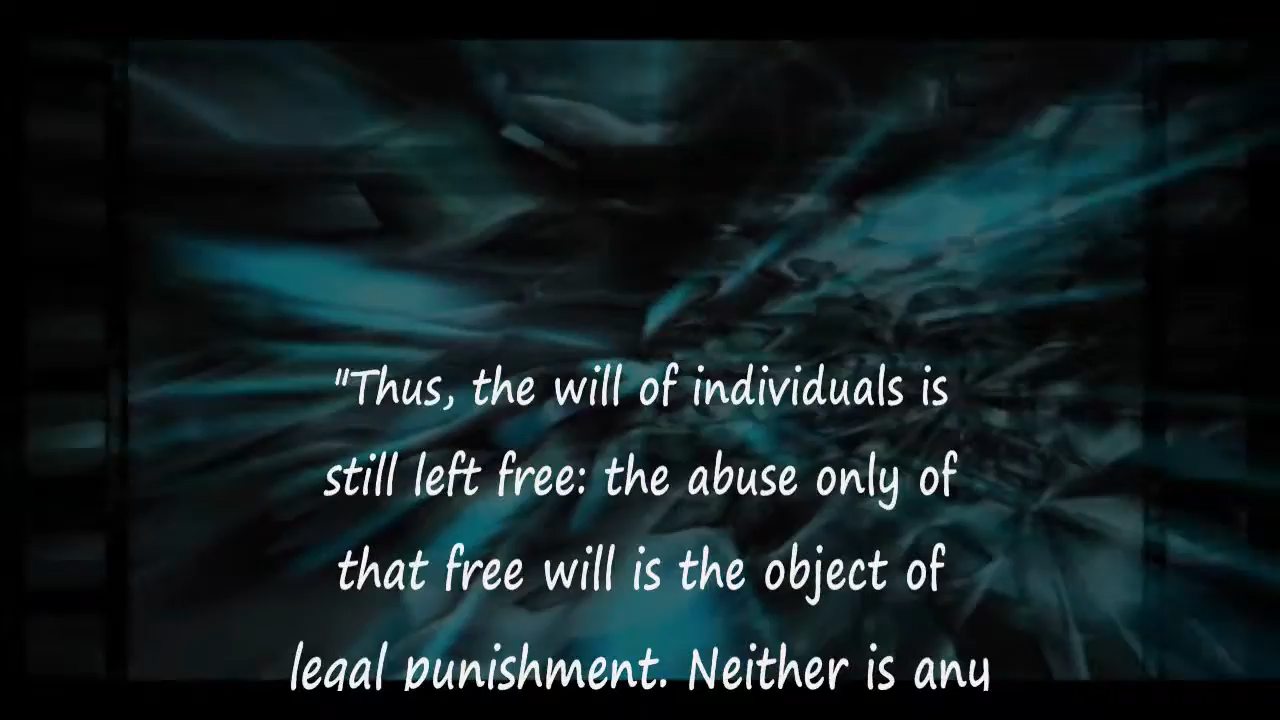 "Thus, the will of individuals is
still left free: the abuse only of
that free will is the object of
legal punishment. Neither is any